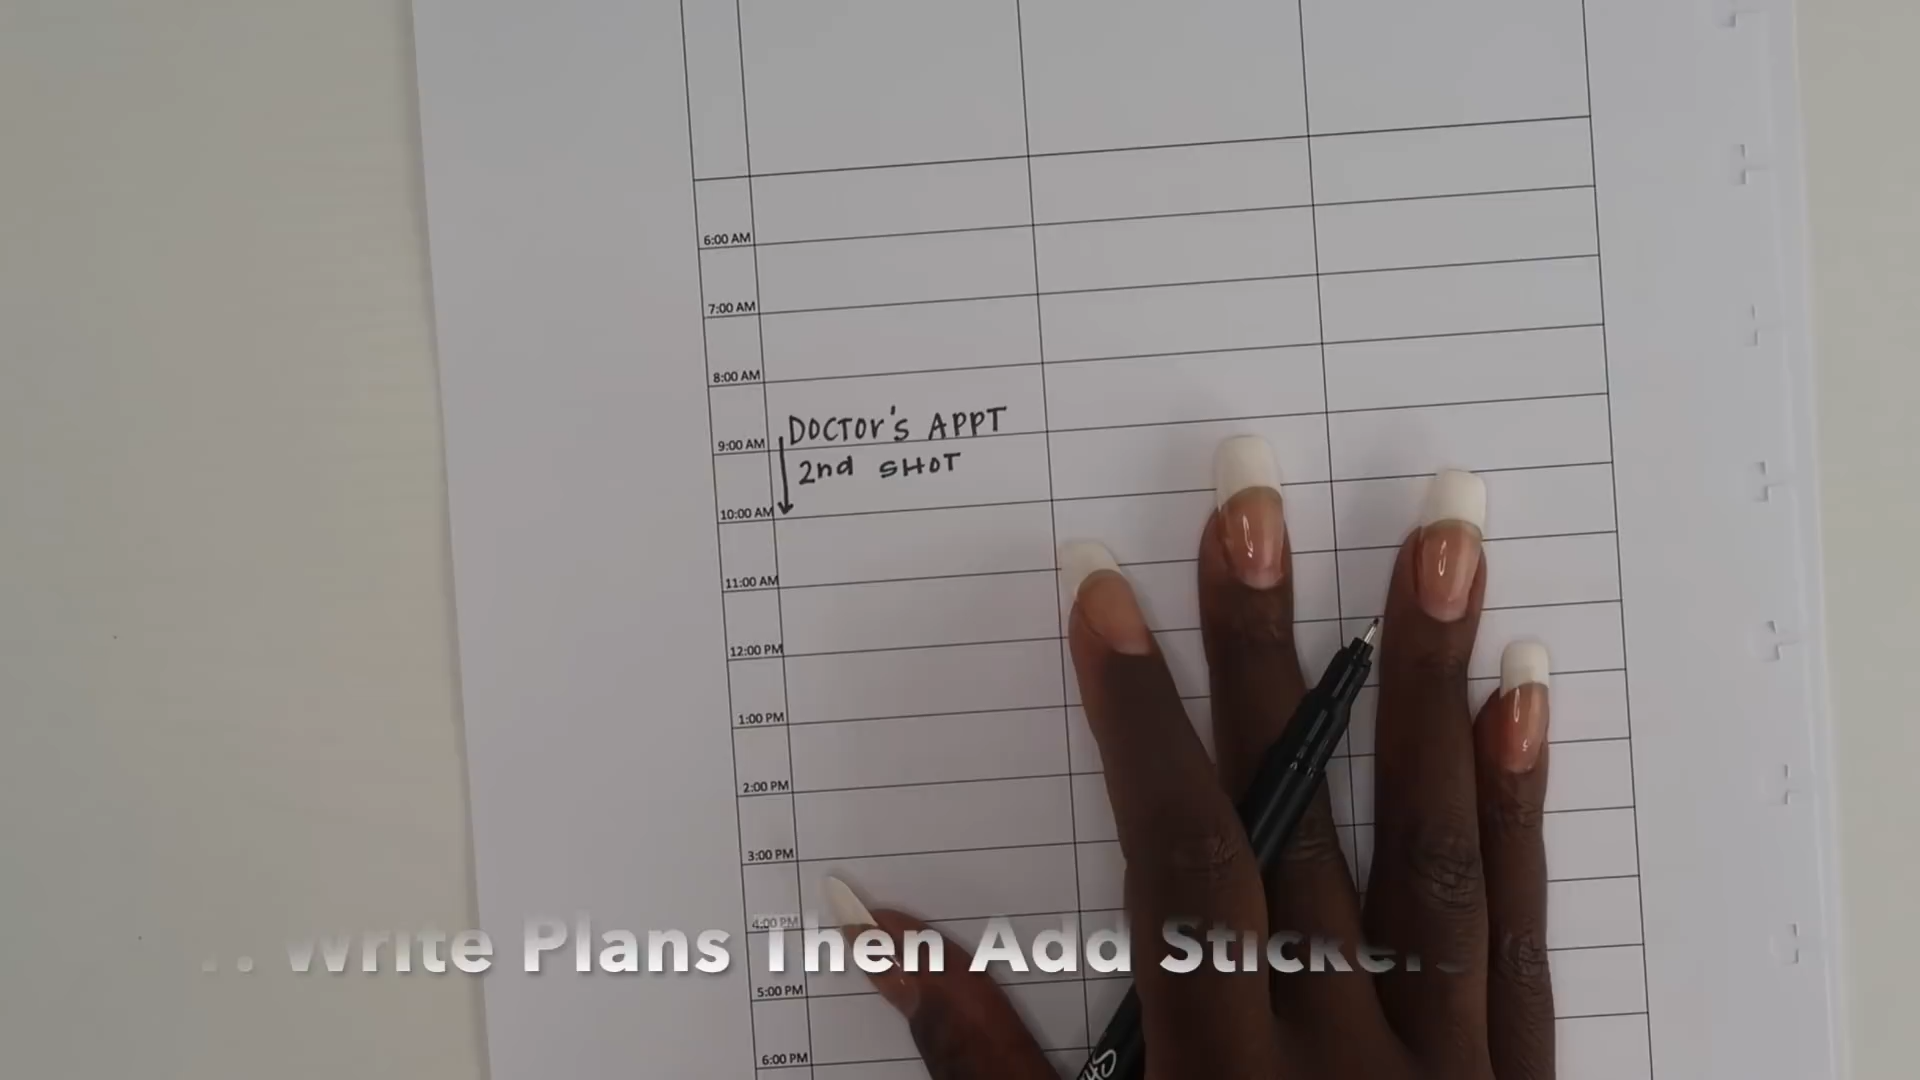 6:00 AM
7:00 AM
8:00 AM
9:00 AM
DOCTOr's APPT
2nd SHOT
10:00 AM
11:00 AM
12:00 PM
1:00 PM
2:00 PM
3:00 PM
4:00 PM
Write Plans Then Add Stickers
5:00 PM
6:00 PM